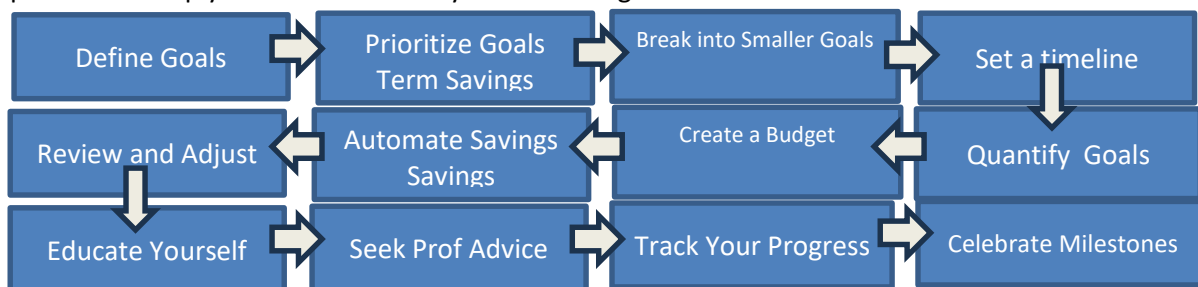 Define Goals
Prioritize Goals
Term Savings
Break into Smaller Goals
Set a timeline
Quantify Goals
Create a Budget
Automate Savings
Savings
Review and Adjust
Educate Yourself
Seek Prof Advice
Track Your Progress
Celebrate Milestones